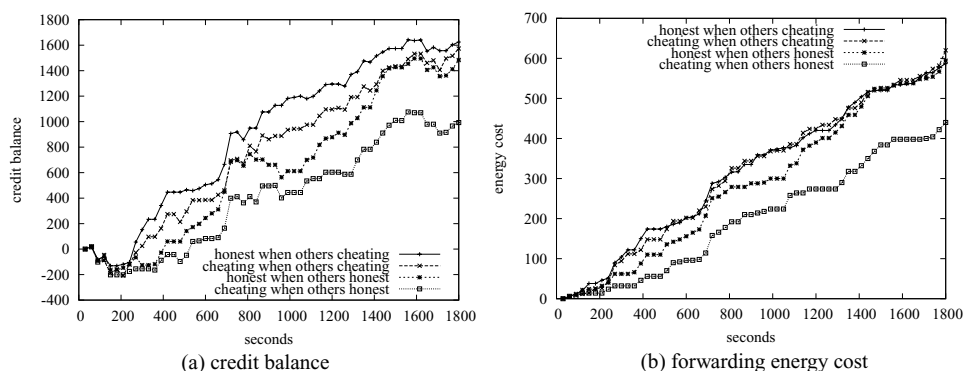 1800
1600
1400
1200
1000
800
600
400
200
0
-200
-400
credit balance
honest when others cheating
cheating when others cheating
honest when others honest
cheating when others honest
0 200 400 600 800 1000 1200 1400 1600 1800
seconds
(a) credit balance
700
600
500
400
300
200
100
0
energy cost
honest when others cheating
cheating when others cheating
honest when others honest
cheating when others honest
0 200 400 600 800 1000 1200 1400 1600 1800
seconds
(b) forwarding energy cost